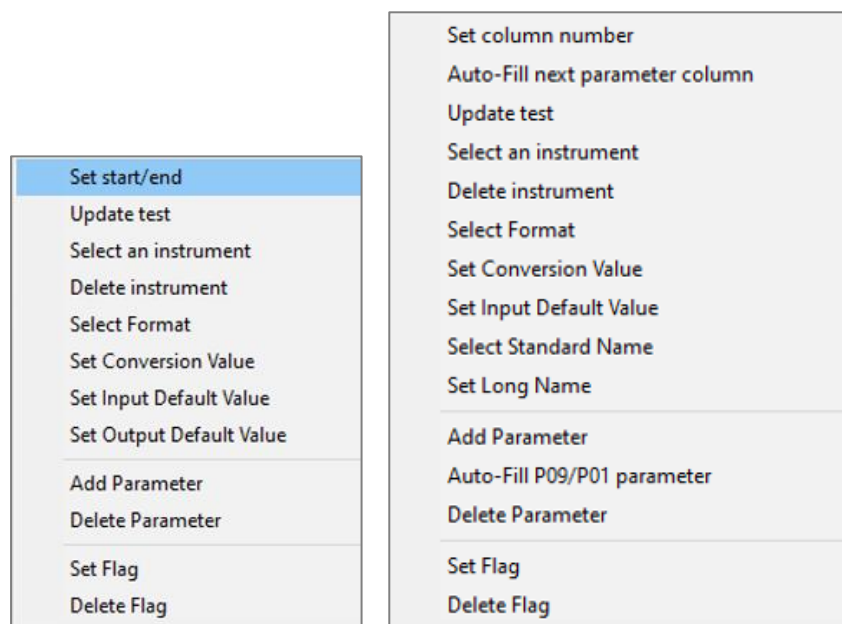 Set start/end
Update test
Select an instrument
Delete instrument
Select Format
Set Conversion Value
Set Input Default Value
Set Output Default Value
Add Parameter
Delete Parameter
Set Flag
Delete Flag
Set column number
Auto-Fill next parameter column
Update test
Select an instrument
Delete instrument
Select Format
Set Conversion Value
Set Input Default Value
Select Standard Name
Set Long Name
Add Parameter
Auto-Fill P09/P01 parameter
Delete Parameter
Set Flag
Delete Flag